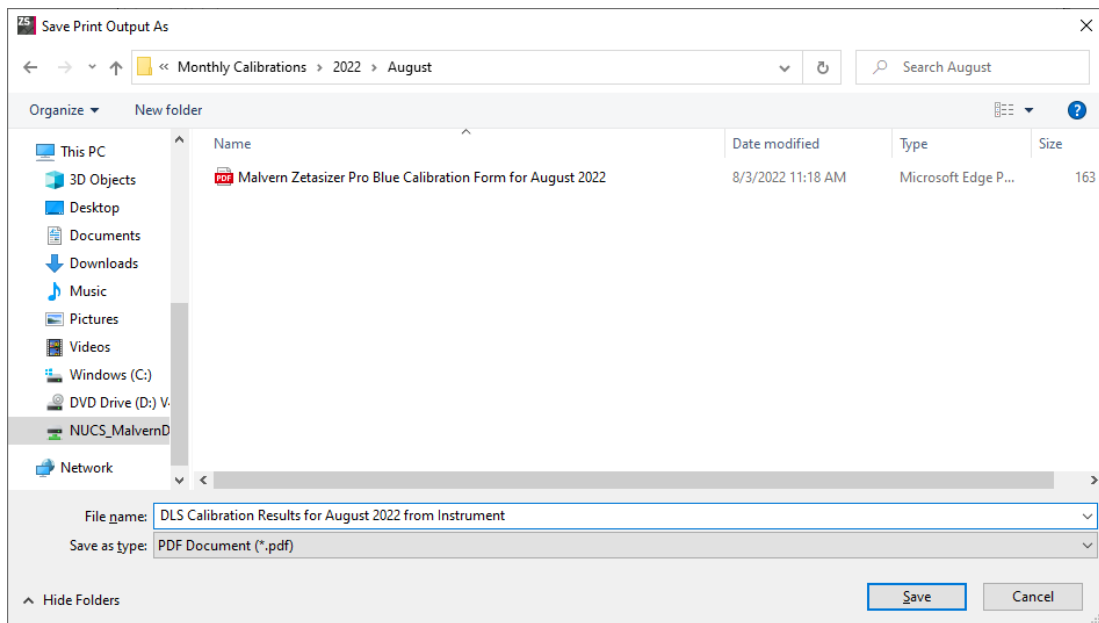 ZS Save Print Output As
« Monthly Calibrations > 2022 > August
Search August
Organize
New folder
?
Name
Date modified
Type
Size
PDF Malvern Zetasizer Pro Blue Calibration Form for August 2022
8/3/2022 11:18 AM
Microsoft Edge P...
163
This PC
3D Objects
Desktop
Documents
Downloads
Music
Pictures
Videos
Windows (C:)
DVD Drive (D:) V
NUCS_MalvernD
Network
File name: DLS Calibration Results for August 2022 from Instrument
Save as type: PDF Document (*.pdf)
Hide Folders
Save
Cancel